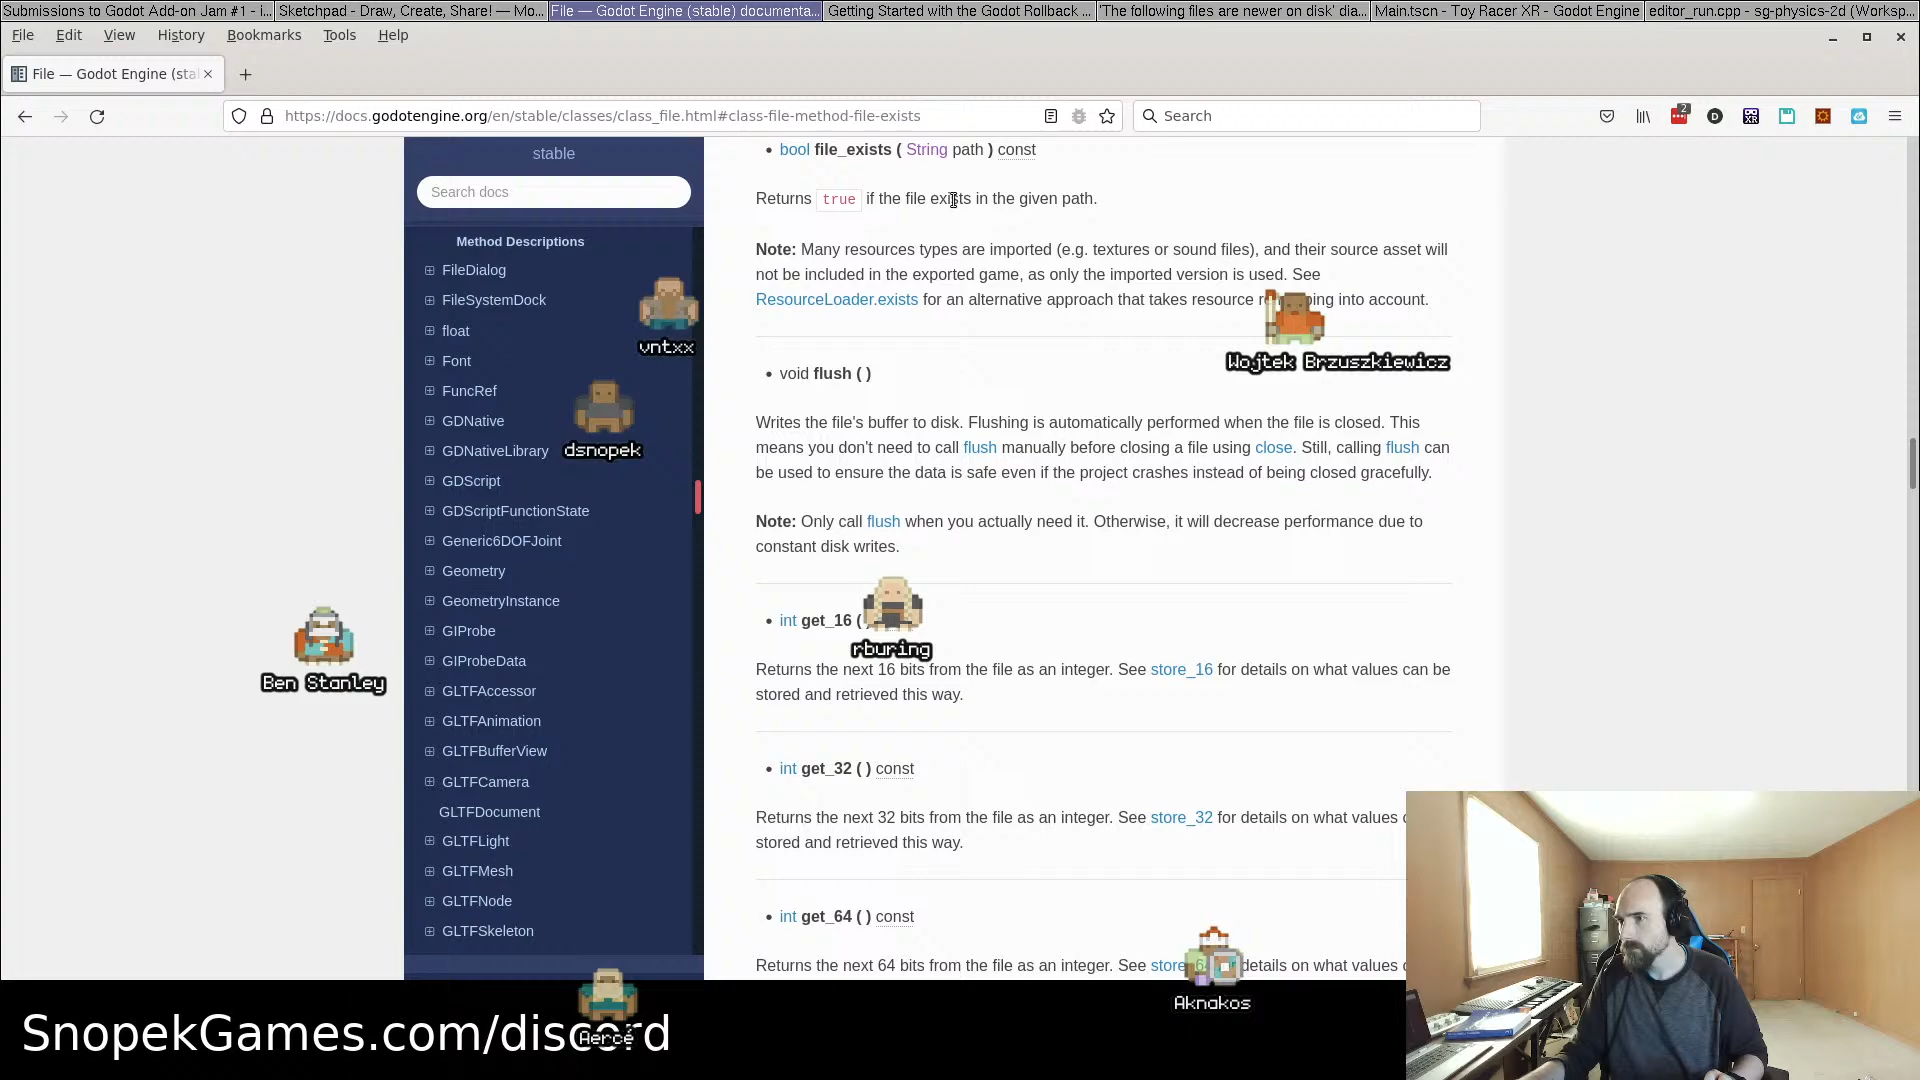 Submissions to Godot Add-on Jam #1 - i...
Sketchpad - Draw, Create, Share! — Mo...
File — Godot Engine (stable) documenta...
Getting Started with the Godot Rollback ...
'The following files are newer on disk' dia...
Main.tscn - Toy Racer XR - Godot Engine
editor_run.cpp - sg-physics-2d (Worksp...
File Edit View History Bookmarks Tools Help
File — Godot Engine (sta
https://docs.godotengine.org/en/stable/classes/class_file.html#class-file-method-file-exists
Search
2
D
XR
stable
Search docs
Method Descriptions
FileDialog
FileSystemDock
float
Font
FuncRef
GDNative
GDNativeLibrary
GDScript
GDScriptFunctionState
Generic6DOFJoint
Geometry
GeometryInstance
GIProbe
GIProbeData
GLTFAccessor
GLTFAnimation
GLTFBufferView
GLTFCamera
GLTFDocument
GLTFLight
GLTFMesh
GLTFNode
GLTFSkeleton
bool file_exists ( String path ) const
Returns true if the file exists in the given path.
Note: Many resources types are imported (e.g. textures or sound files), and their source asset will
not be included in the exported game, as only the imported version is used. See
ResourceLoader.exists for an alternative approach that takes resource into account.
void flush ( )
Writes the file's buffer to disk. Flushing is automatically performed when the file is closed. This
means you don't need to call flush manually before closing a file using close. Still, calling flush can
be used to ensure the data is safe even if the project crashes instead of being closed gracefully.
Note: Only call flush when you actually need it. Otherwise, it will decrease performance due to
constant disk writes.
int get_16 (
Returns the next 16 bits from the file as an integer. See store_16 for details on what values can be
stored and retrieved this way.
int get_32 ( ) const
Returns the next 32 bits from the file as an integer. See store_32 for details on what values
stored and retrieved this way.
int get_64 ( ) const
Returns the next 64 bits from the file as an integer. See details on what values
vntxx
dsnopek
Wojtek Brzuszkiewicz
rburing
Ben Stanley
Aknakos
SnopekGames.com/discord